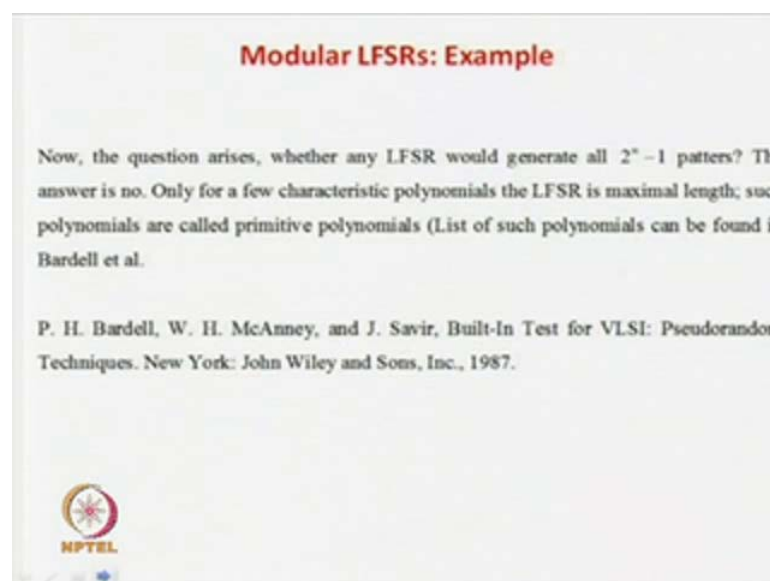 Modular LFSRs: Example
Now, the question arises, whether any LFSR would generate all 2ⁿ – 1 patters? Th
answer is no. Only for a few characteristic polynomials the LFSR is maximal length; suc
polynomials are called primitive polynomials (List of such polynomials can be found i
Bardell et al.
P. H. Bardell, W. H. McAnney, and J. Savir, Built-In Test for VLSI: Pseudorandor
Techniques. New York: John Wiley and Sons, Inc., 1987.
NPTEL